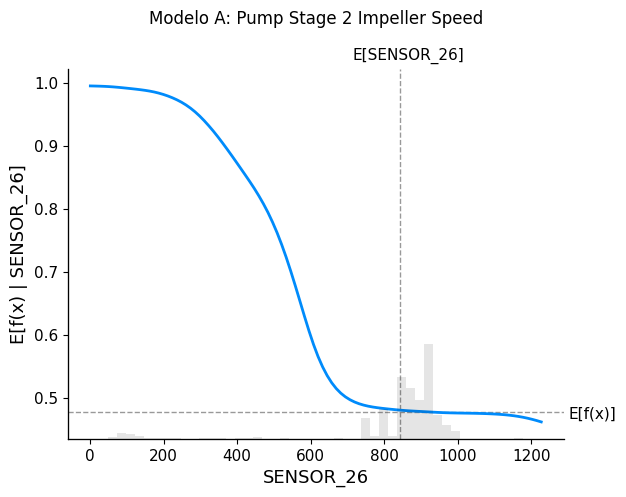 Modelo A: Pump Stage 2 Impeller Speed
E[SENSOR_26]
1.0
0.9
0.8
0.7
0.6
0.5
E[f(x) | SENSOR_26]
E[f(x)]
0 200 400 600 800 1000 1200
SENSOR_26